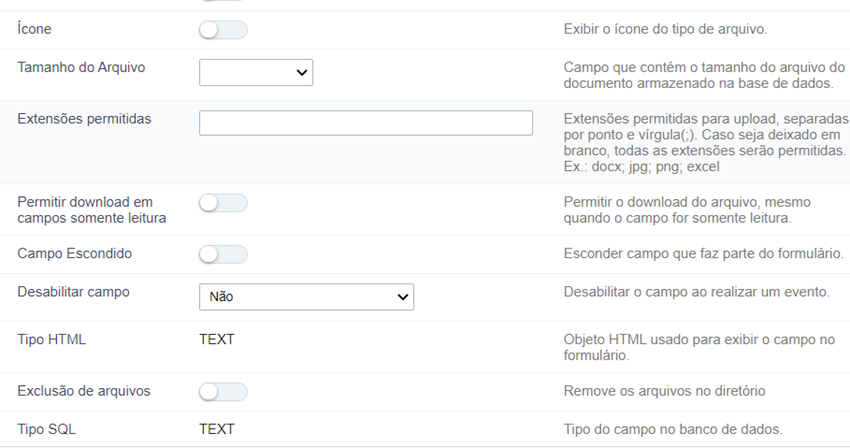 Ícone
Exibir o ícone do tipo de arquivo.
Tamanho do Arquivo
Campo que contém o tamanho do arquivo do
documento armazenado na base de dados.
Extensões permitidas
Extensões permitidas para upload, separadas
por ponto e vírgula(;). Caso seja deixado em
branco, todas as extensões serão permitidas.
Ex.: docx; jpg; png; excel
Permitir download em
campos somente leitura
Permitir o download do arquivo, mesmo
quando o campo for somente leitura.
Campo Escondido
Esconder campo que faz parte do formulário.
Desabilitar campo
Não
Desabilitar o campo ao realizar um evento.
Tipo HTML
TEXT
Objeto HTML usado para exibir o campo no
formulário.
Exclusão de arquivos
Remove os arquivos no diretório
Tipo SQL
TEXT
Tipo do campo no banco de dados.